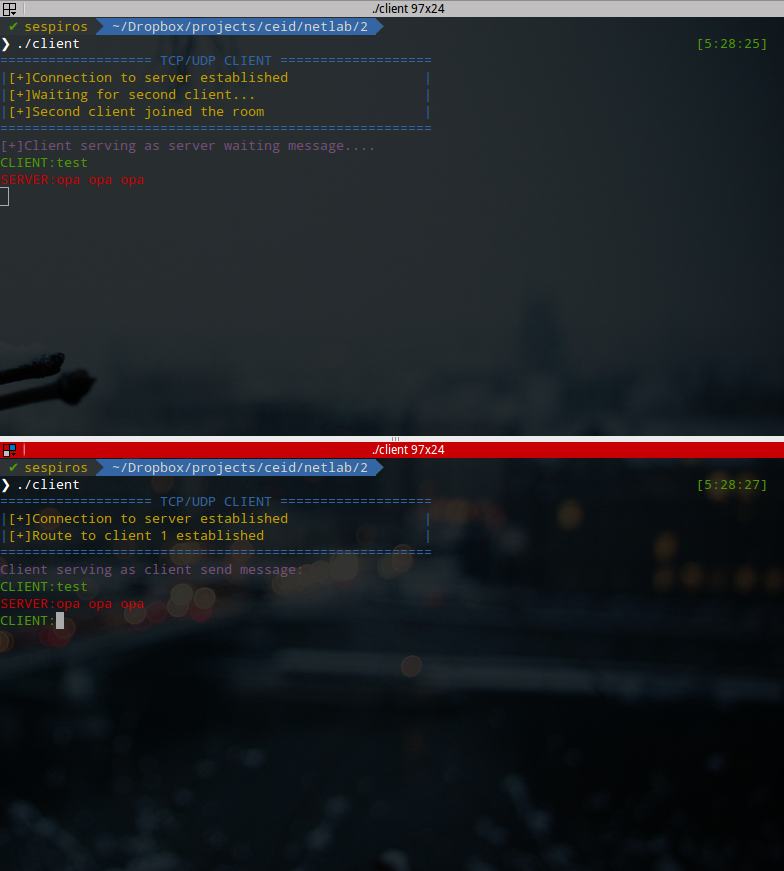 ./client 97x24
✔ sespiros ~/Dropbox/projects/ceid/netlab/2
❯ ./client [5:28:25]
=================== TCP/UDP CLIENT ===================
|[+]Connection to server established |
|[+]Waiting for second client... |
|[+]Second client joined the room |
======================================================
[+]Client serving as server waiting message....
CLIENT:test
SERVER:opa opa opa
./client 97x24
✔ sespiros ~/Dropbox/projects/ceid/netlab/2
❯ ./client [5:28:27]
=================== TCP/UDP CLIENT ===================
|[+]Connection to server established |
|[+]Route to client 1 established |
======================================================
Client serving as client send message:
CLIENT:test
SERVER:opa opa opa
CLIENT: